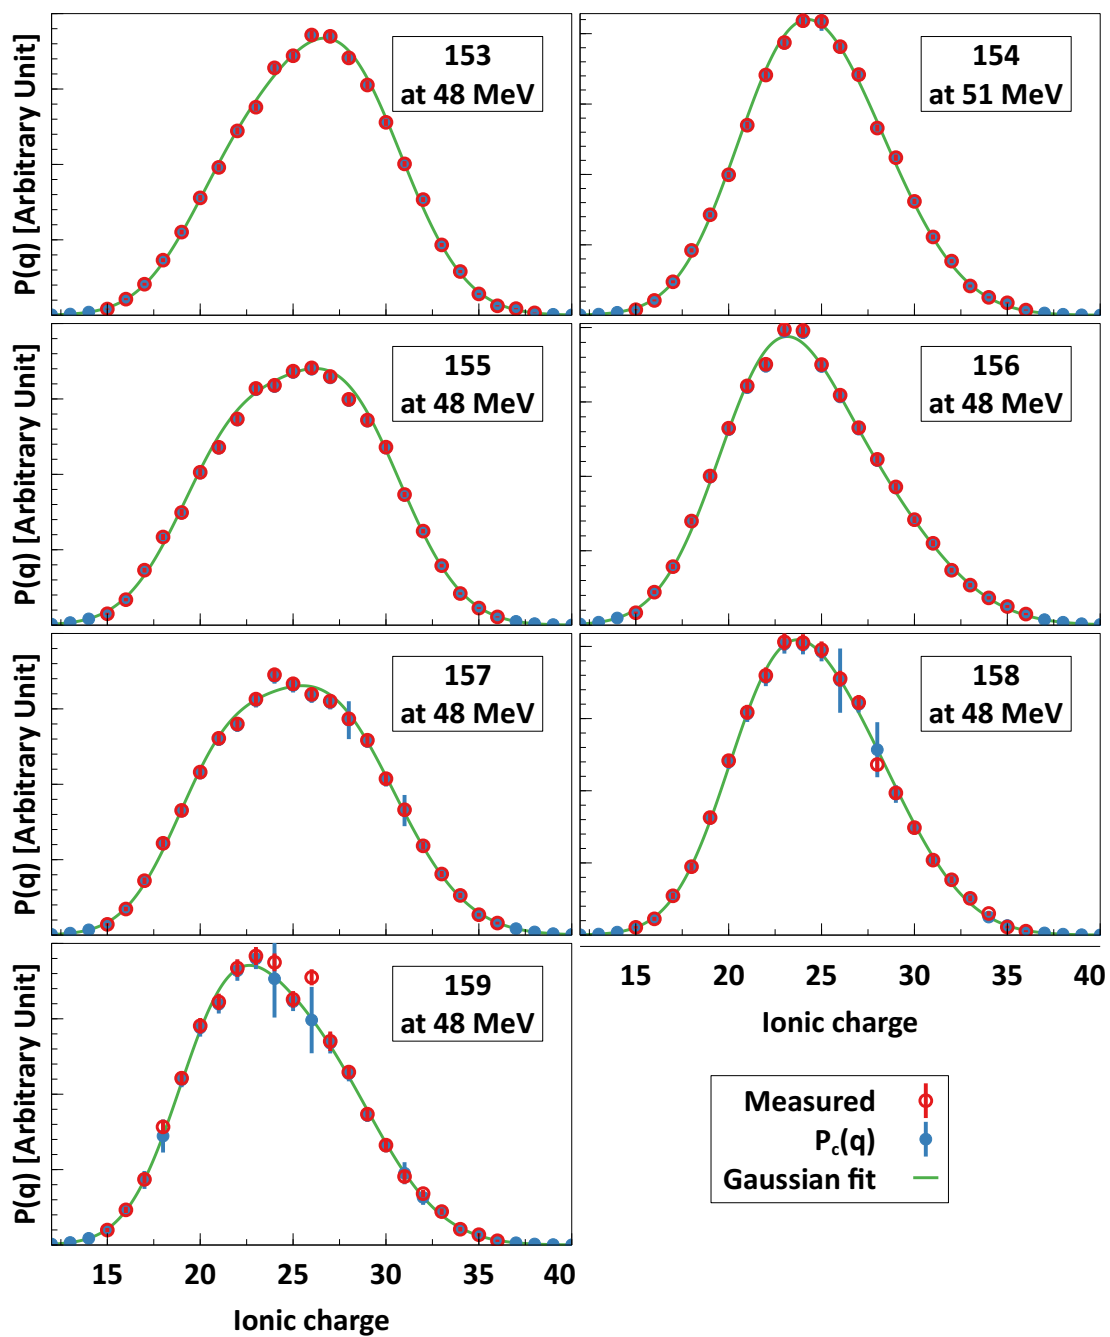 P(q) [Arbitrary Unit]
153
at 48 MeV
154
at 51 MeV
P(q) [Arbitrary Unit]
155
at 48 MeV
156
at 48 MeV
P(q) [Arbitrary Unit]
157
at 48 MeV
158
at 48 MeV
15 20 25 30 35 40
Ionic charge
P(q) [Arbitrary Unit]
159
at 48 MeV
15 20 25 30 35 40
Ionic charge
Measured
Pc(q)
Gaussian fit